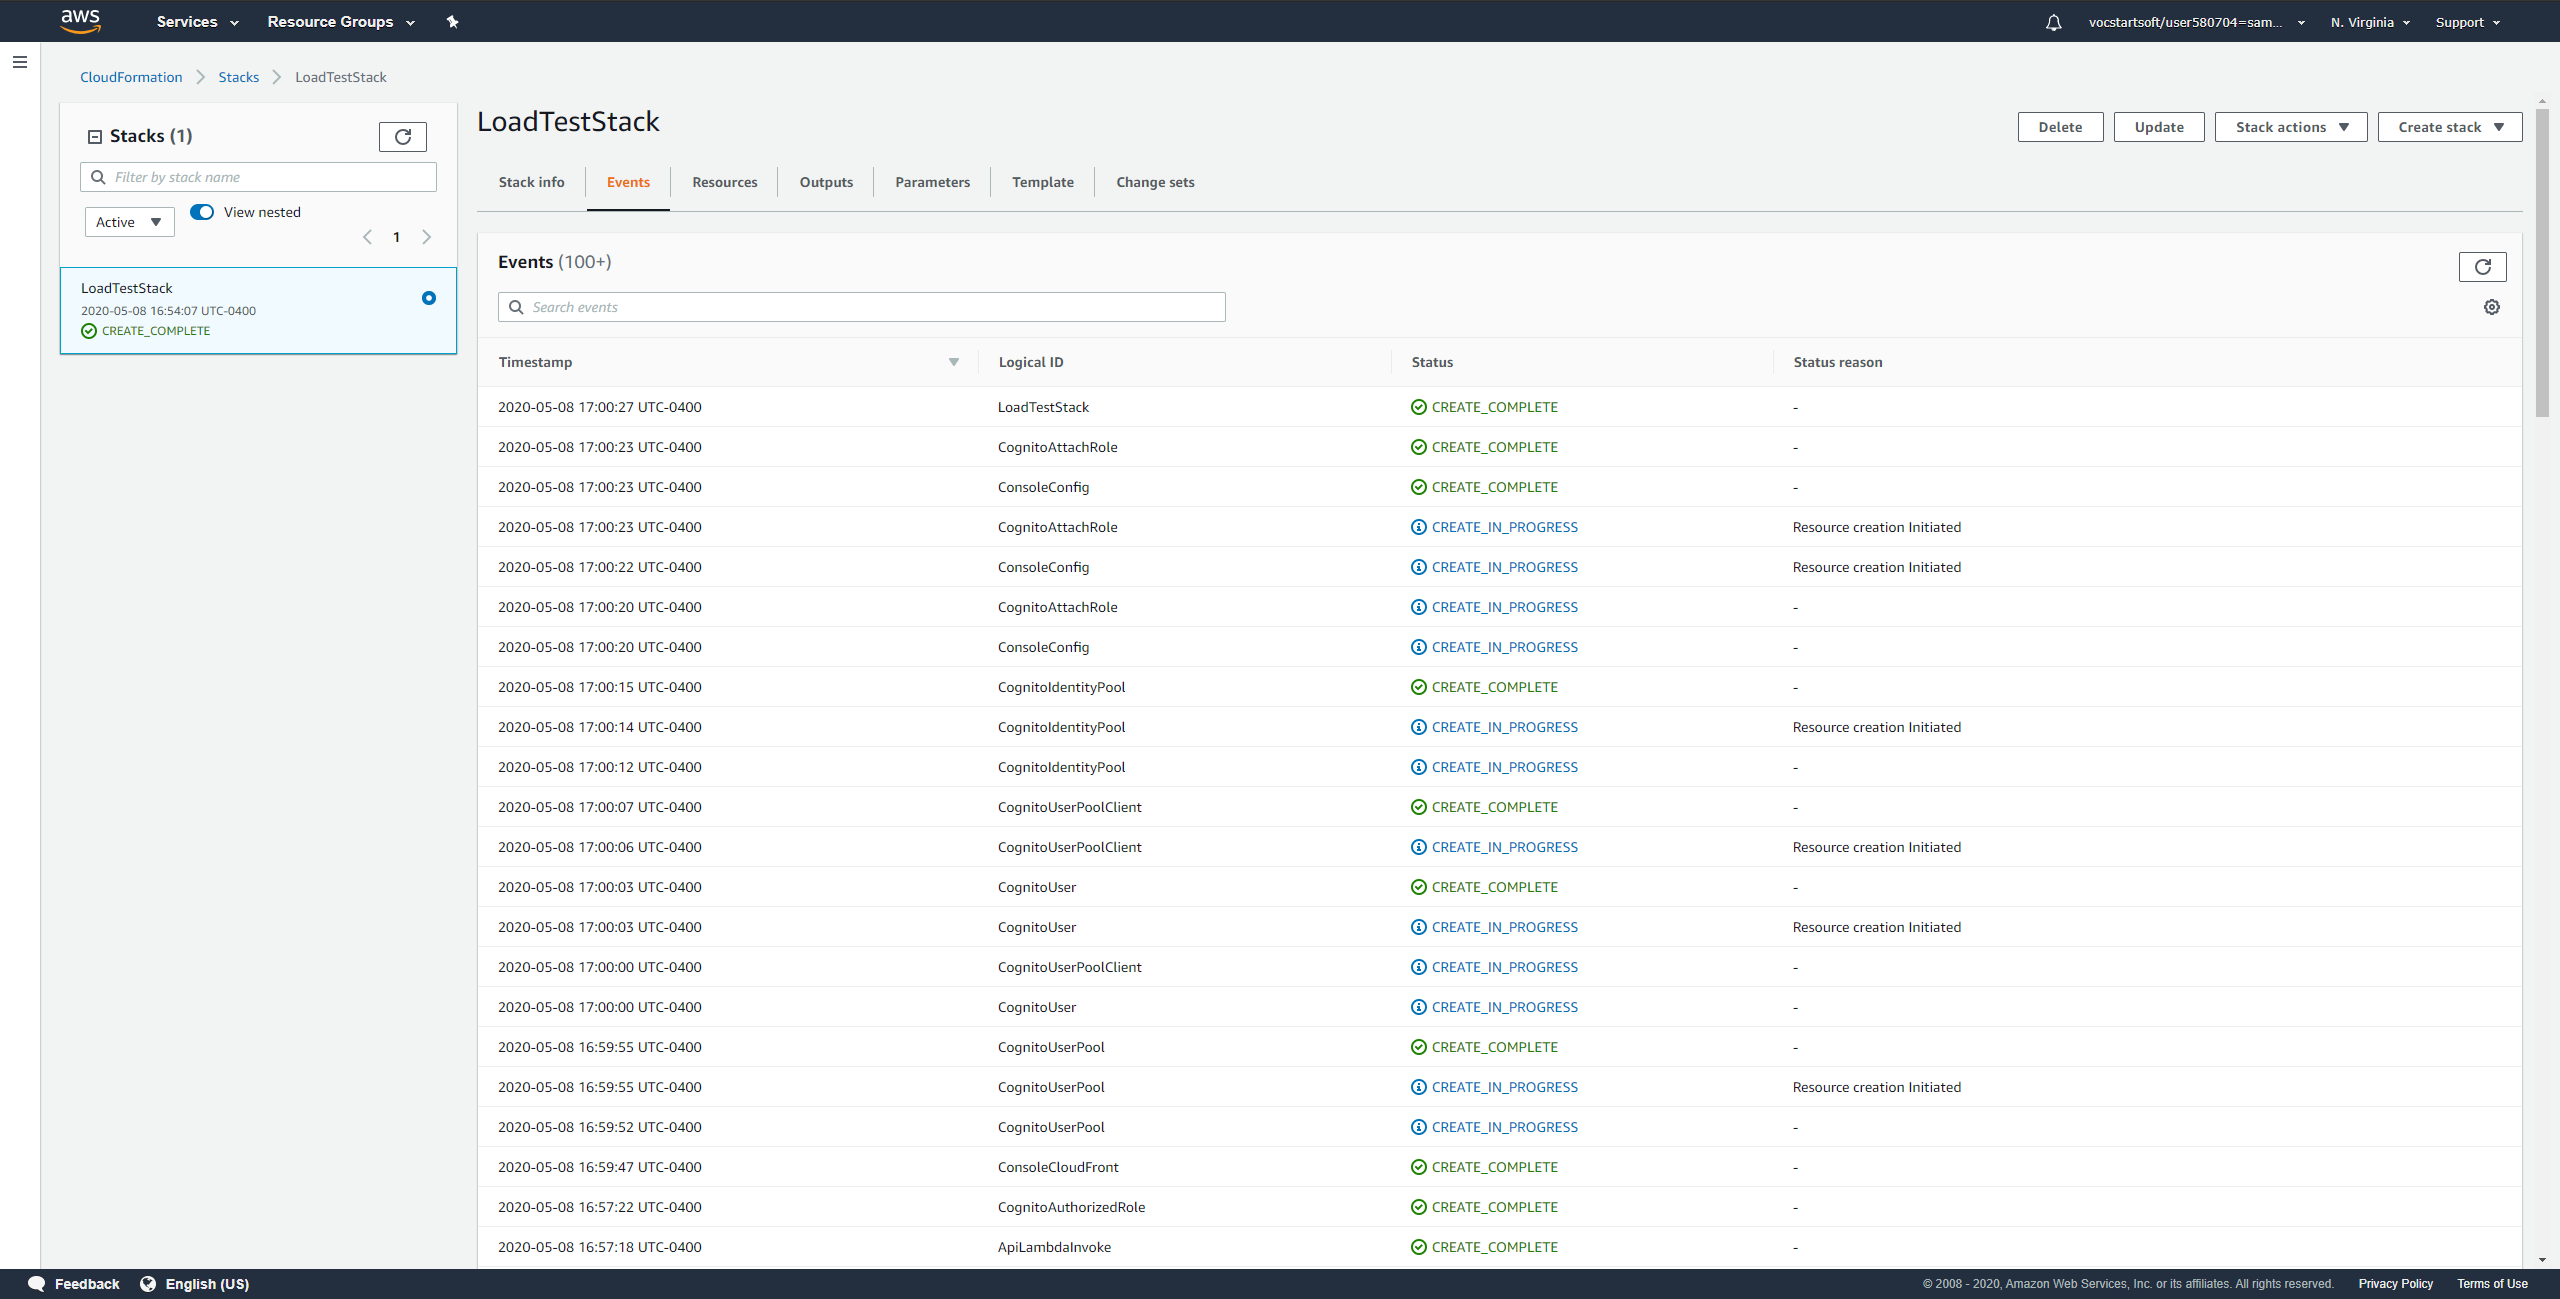 aws Services Resource Groups vocstartsoft/user580704=sam... N. Virginia Support
CloudFormation Stacks LoadTestStack
Stacks (1)
Filter by stack name
Active View nested
1
LoadTestStack
2020-05-08 16:54:07 UTC-0400
CREATE_COMPLETE
LoadTestStack
Delete Update Stack actions Create stack
Stack info Events Resources Outputs Parameters Template Change sets
Events (100+)
Search events
Timestamp Logical ID Status Status reason
2020-05-08 17:00:27 UTC-0400 LoadTestStack CREATE_COMPLETE -
2020-05-08 17:00:23 UTC-0400 CognitoAttachRole CREATE_COMPLETE -
2020-05-08 17:00:23 UTC-0400 ConsoleConfig CREATE_COMPLETE -
2020-05-08 17:00:23 UTC-0400 CognitoAttachRole CREATE_IN_PROGRESS Resource creation Initiated
2020-05-08 17:00:22 UTC-0400 ConsoleConfig CREATE_IN_PROGRESS Resource creation Initiated
2020-05-08 17:00:20 UTC-0400 CognitoAttachRole CREATE_IN_PROGRESS -
2020-05-08 17:00:20 UTC-0400 ConsoleConfig CREATE_IN_PROGRESS -
2020-05-08 17:00:15 UTC-0400 CognitoIdentityPool CREATE_COMPLETE -
2020-05-08 17:00:14 UTC-0400 CognitoIdentityPool CREATE_IN_PROGRESS Resource creation Initiated
2020-05-08 17:00:12 UTC-0400 CognitoIdentityPool CREATE_IN_PROGRESS -
2020-05-08 17:00:07 UTC-0400 CognitoUserPoolClient CREATE_COMPLETE -
2020-05-08 17:00:06 UTC-0400 CognitoUserPoolClient CREATE_IN_PROGRESS Resource creation Initiated
2020-05-08 17:00:03 UTC-0400 CognitoUser CREATE_COMPLETE -
2020-05-08 17:00:03 UTC-0400 CognitoUser CREATE_IN_PROGRESS Resource creation Initiated
2020-05-08 17:00:00 UTC-0400 CognitoUserPoolClient CREATE_IN_PROGRESS -
2020-05-08 17:00:00 UTC-0400 CognitoUser CREATE_IN_PROGRESS -
2020-05-08 16:59:55 UTC-0400 CognitoUserPool CREATE_COMPLETE -
2020-05-08 16:59:55 UTC-0400 CognitoUserPool CREATE_IN_PROGRESS Resource creation Initiated
2020-05-08 16:59:52 UTC-0400 CognitoUserPool CREATE_IN_PROGRESS -
2020-05-08 16:59:47 UTC-0400 ConsoleCloudFront CREATE_COMPLETE -
2020-05-08 16:57:22 UTC-0400 CognitoAuthorizedRole CREATE_COMPLETE -
2020-05-08 16:57:18 UTC-0400 ApiLambdaInvoke CREATE_COMPLETE -
Feedback English (US) © 2008 - 2020, Amazon Web Services, Inc. or its affiliates. All rights reserved. Privacy Policy Terms of Use